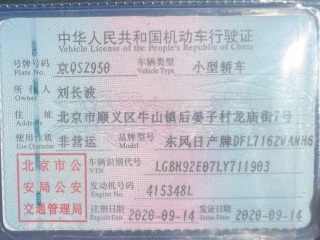 中华人民共和国机动车行驶证
Vehicle License of the People's Republic of China
号牌号码 京QSZ950 车辆类型 小型轿车
Plate No. Vehicle Type
所有人 刘长波
Owner
住址 北京市顺义区牛山镇后晏子村龙庙街7号
Address
使用性质 非营运 品牌型号 东风日产牌DFL7162VANH6
Use Character Model
北京市公安局公安交通管理局
车辆识别代号 LGBH92E07LY711903
VIN
发动机号码 415348L
Engine No.
注册日期 2020-09-14 发证日期 2020-09-14
Register Date Issue Date